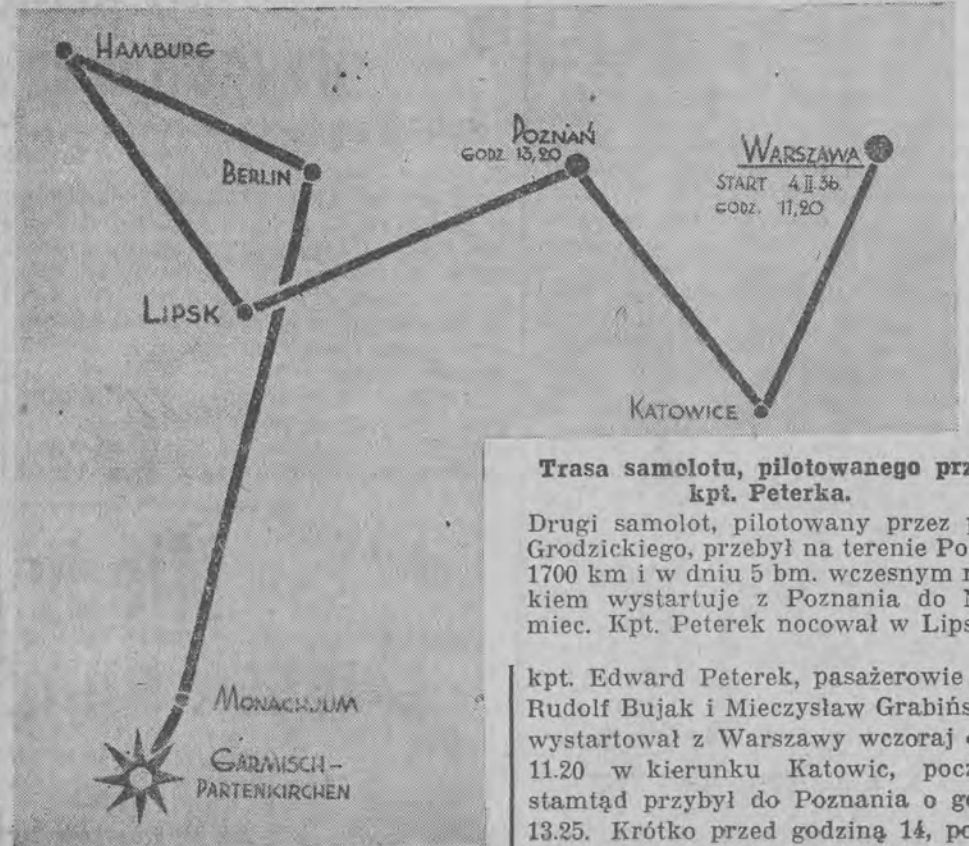 HAMBURG
BERLIN
LIPSK
POZNAŃ
GODZ. 13,20
WARSZAWA
START 4.II.36.
GODZ. 11,20
KATOWICE
MONACHJUM
GARMISCH-
PARTENKIRCHEN
Trasa samolotu, pilotowanego prz
kpt. Peterka.
Drugi samolot, pilotowany przez
Grodzickiego, przebył na terenie Po
1700 km i w dniu 5 bm. wczesnym
kiem wystartuje z Poznania do
miec. Kpt. Peterek nocował w Lips
kpt. Edward Peterek, pasażerowie
Rudolf Bujak i Mieczysław Grabińs
wystartował z Warszawy wczoraj
11.20 w kierunku Katowic, pocz
stamtąd przybył do Poznania o go
13.25. Krótko przed godziną 14, po